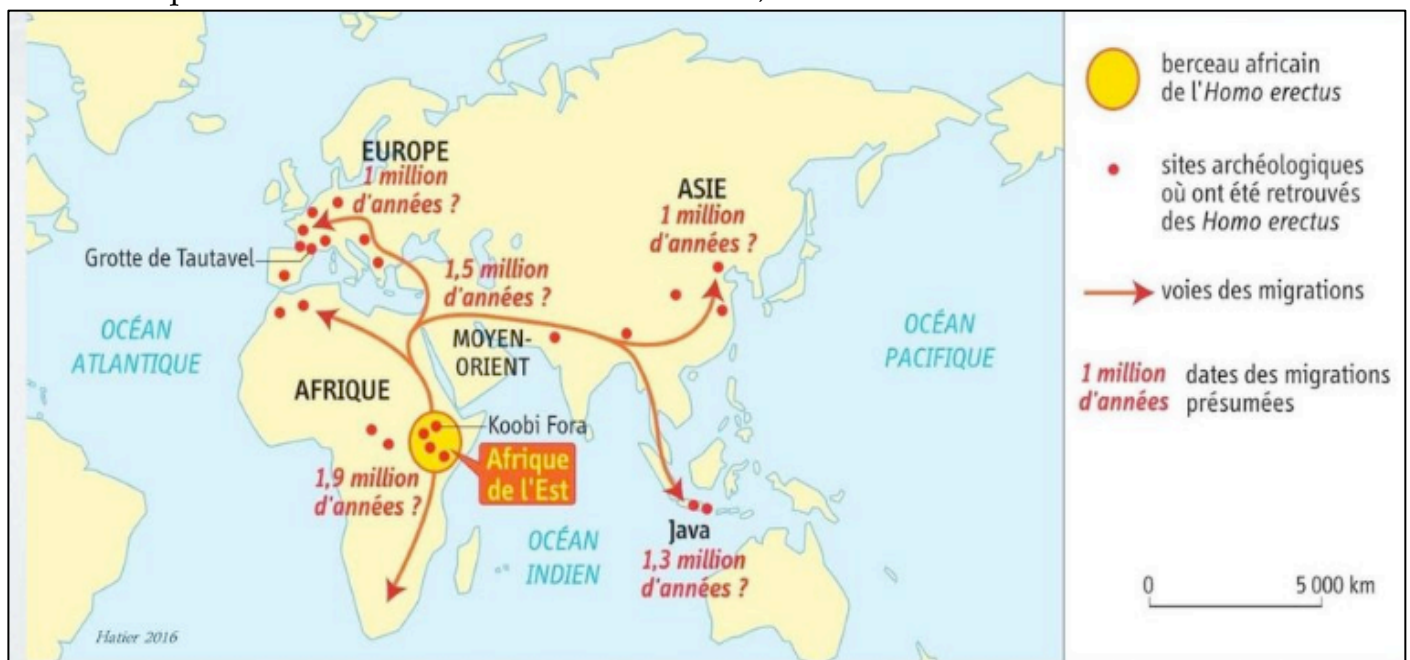 EUROPE
1 million
d'années ?
ASIE
1 million
d'années ?
Grotte de Tautavel
1,5 million
d'années ?
OCÉAN
ATLANTIQUE
MOYEN-
ORIENT
OCÉAN
PACIFIQUE
AFRIQUE
Koobi Fora
Afrique
de l'Est
1,9 million
d'années ?
OCÉAN
INDIEN
Java
1,3 million
d'années ?
Hatier 2016
berceau africain
de l'Homo erectus
sites archéologiques
où ont été retrouvés
des Homo erectus
voies des migrations
1 million
d'années
dates des migrations
présumées
0 5 000 km